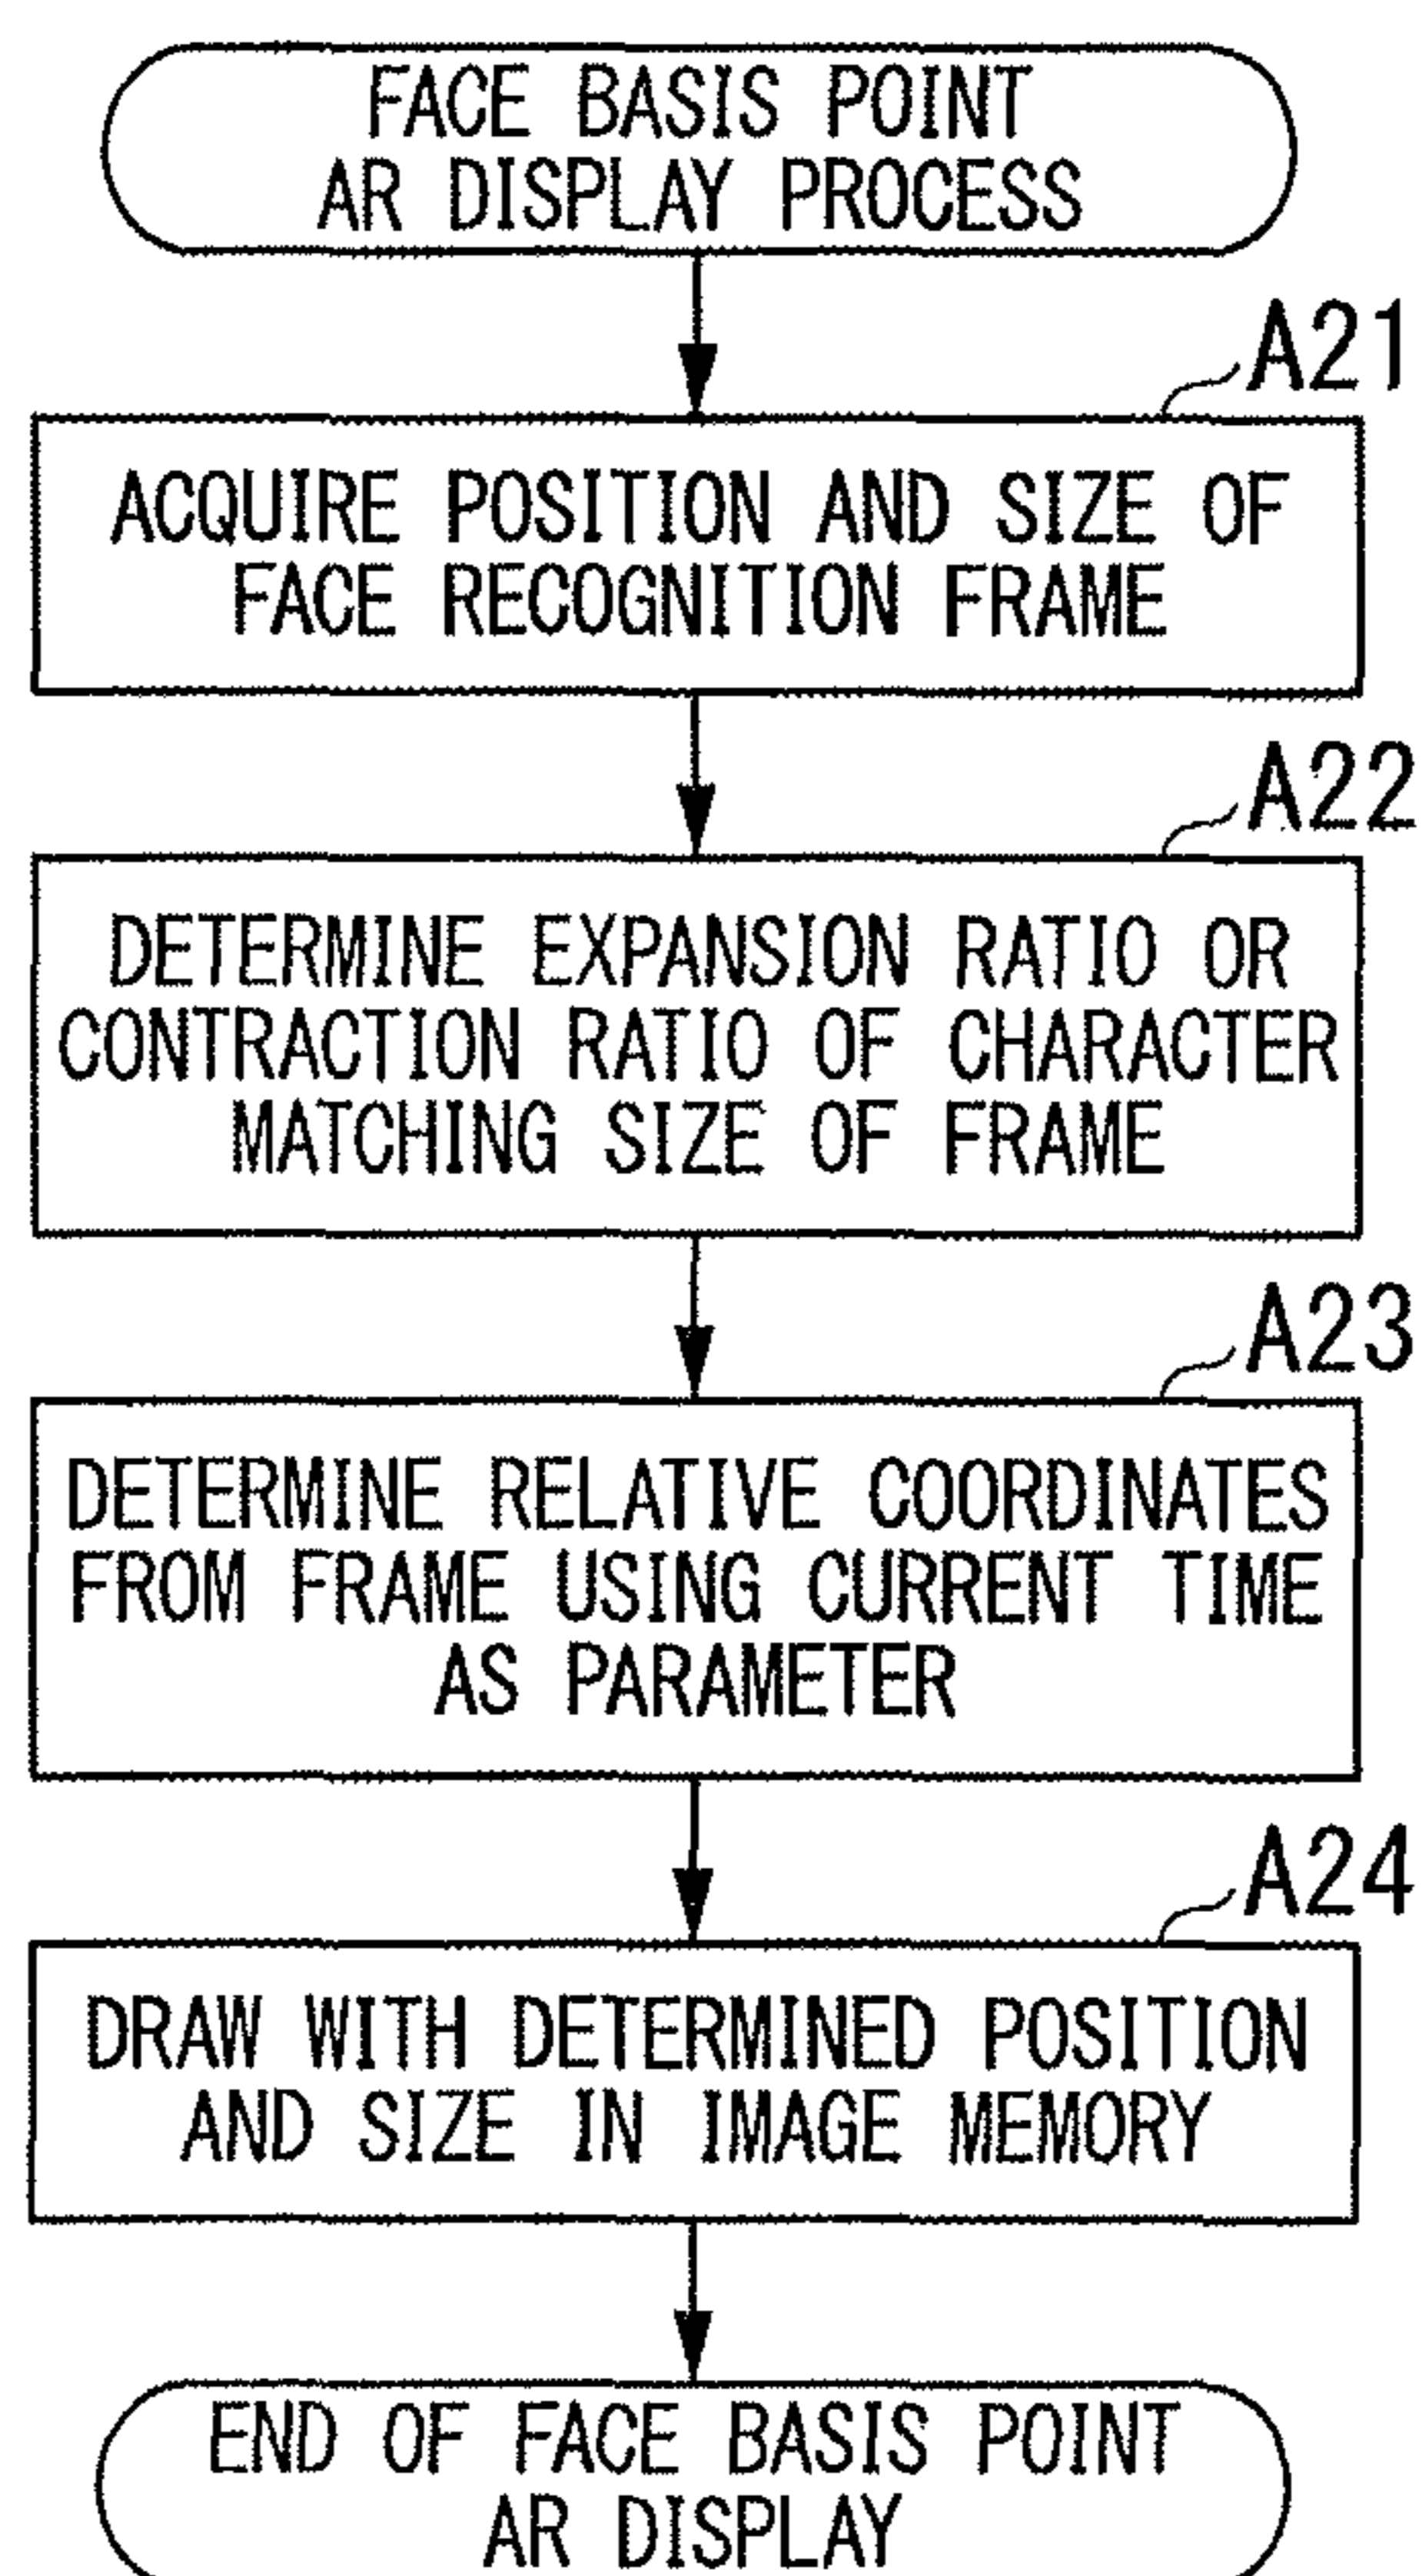 FACE BASIS POINT
AR DISPLAY PROCESS
A21
ACQUIRE POSITION AND SIZE OF
FACE RECOGNITION FRAME
A22
DETERMINE EXPANSION RATIO OR
CONTRACTION RATIO OF CHARACTER
MATCHING SIZE OF FRAME
A23
DETERMINE RELATIVE COORDINATES
FROM FRAME USING CURRENT TIME
AS PARAMETER
A24
DRAW WITH DETERMINED POSITION
AND SIZE IN IMAGE MEMORY
END OF FACE BASIS POINT
AR DISPLAY